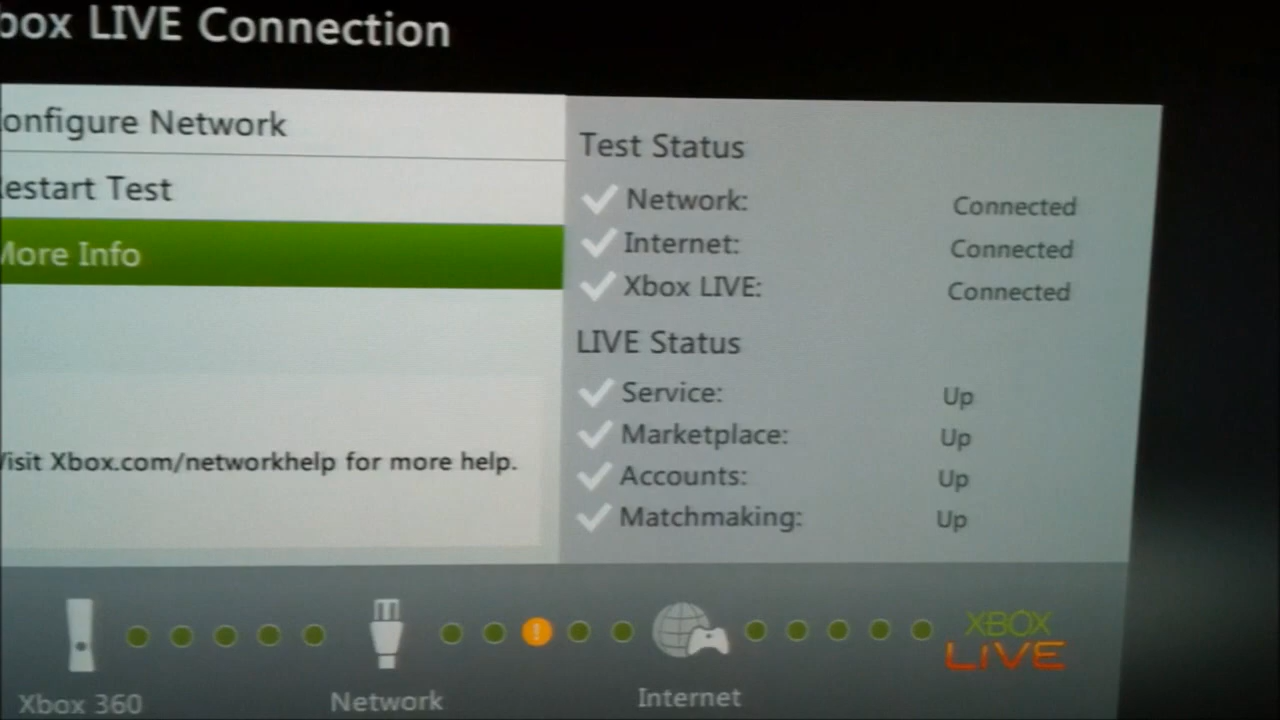 box LIVE Connection
onfigure Network
estart Test
More Info
Visit Xbox.com/networkhelp for more help.
Test Status
Network: Connected
Internet: Connected
Xbox LIVE: Connected
LIVE Status
Service: Up
Marketplace: Up
Accounts: Up
Matchmaking: Up
!
XBOX
LIVE
Xbox 360 Network Internet